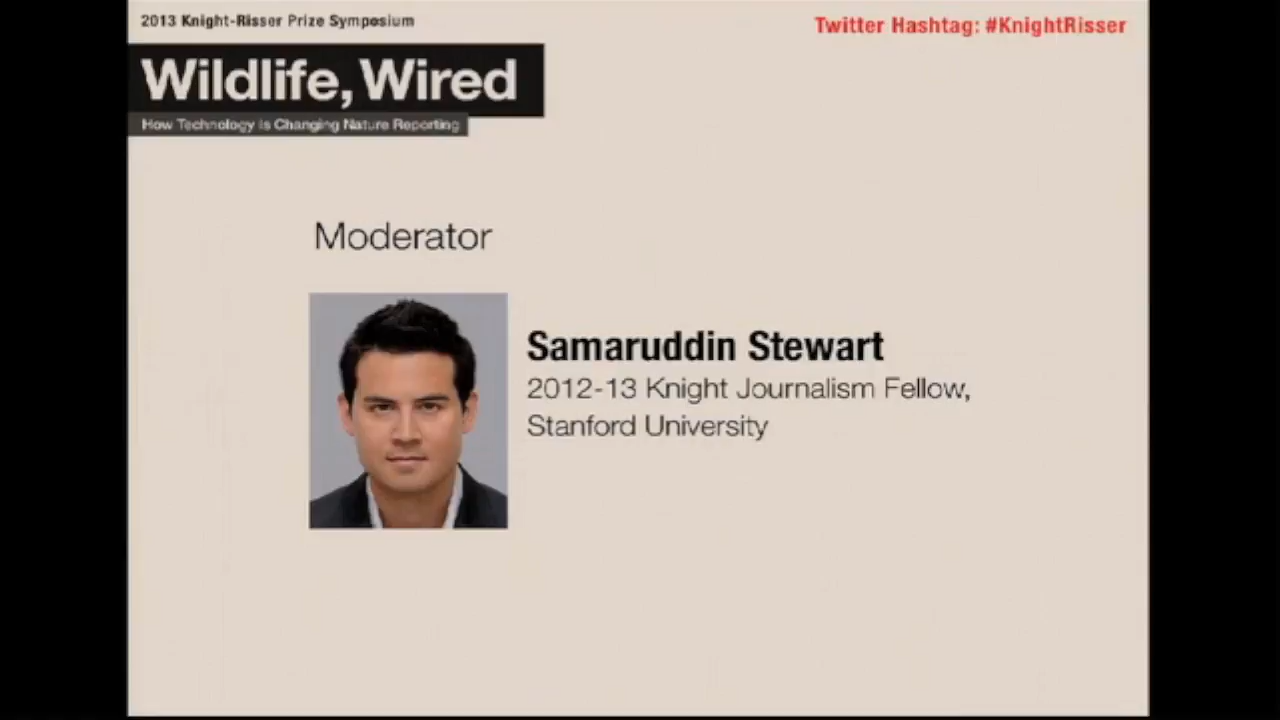 2013 Knight-Risser Prize Symposium
Twitter Hashtag: #KnightRisser
Wildlife, Wired
How Technology is Changing Nature Reporting
Moderator
Samaruddin Stewart
2012-13 Knight Journalism Fellow,
Stanford University